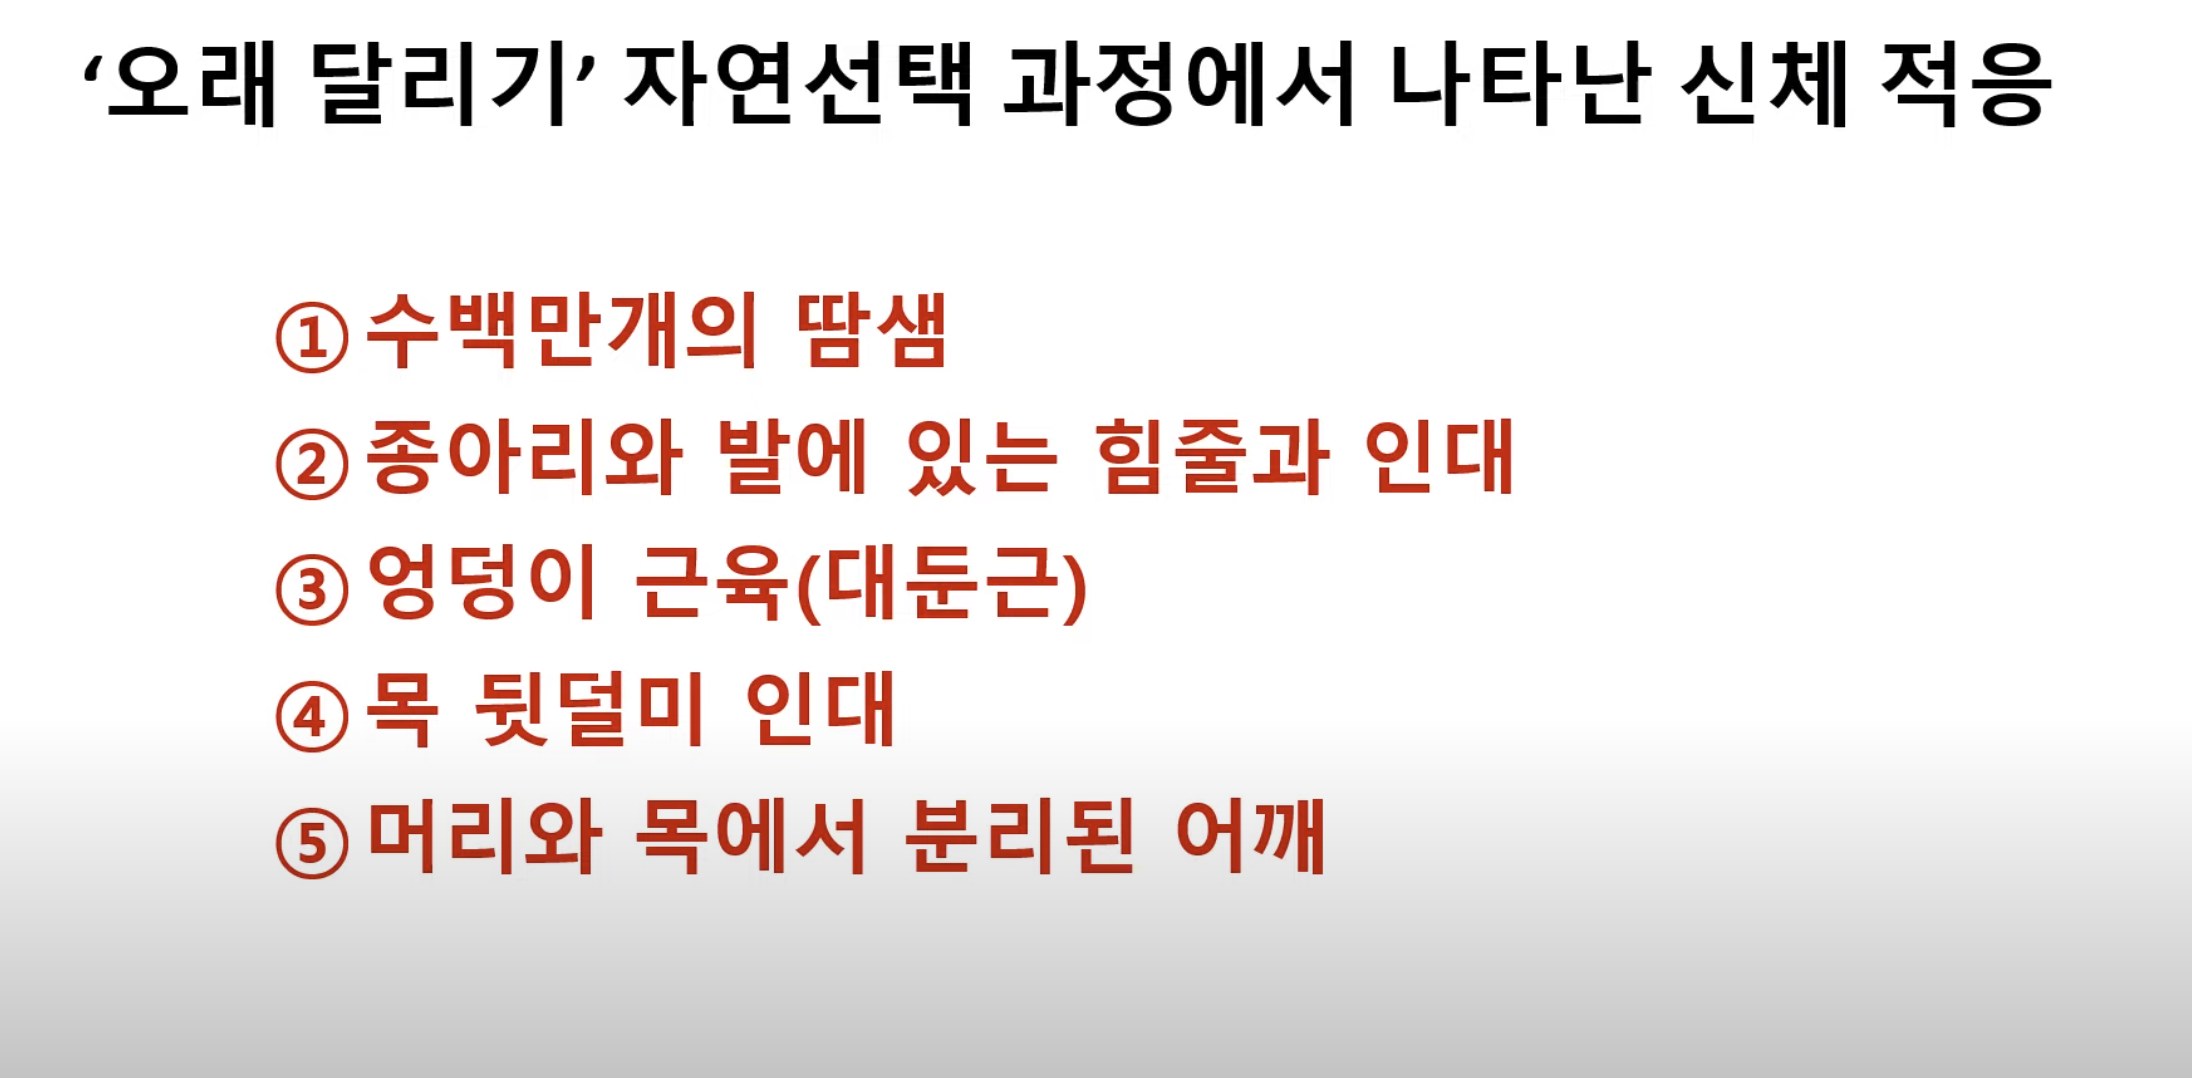 ‘오래 달리기’ 자연선택 과정에서 나타난 신체 적응
①수백만개의 땀샘
②종아리와 발에 있는 힘줄과 인대
③엉덩이 근육(대둔근)
④목 뒷덜미 인대
⑤머리와 목에서 분리된 어깨